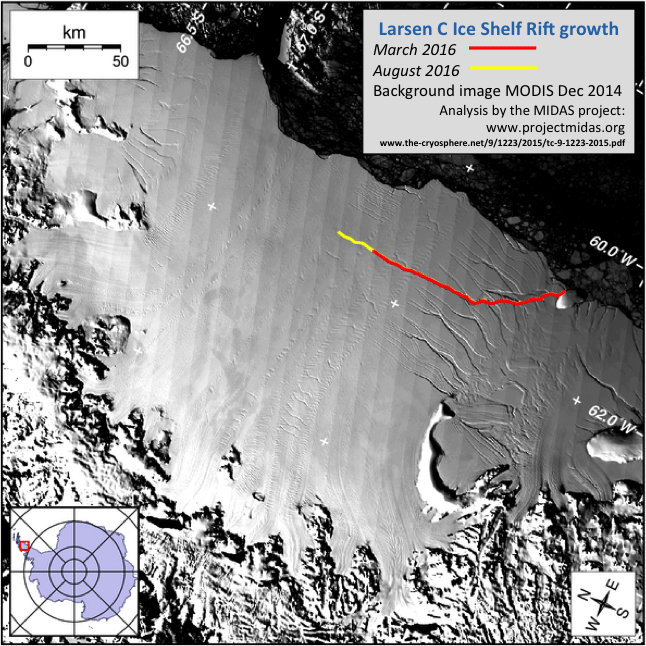 km
0 50
66.5°S
67.0°S
Larsen C Ice Shelf Rift growth
March 2016
August 2016
Background image MODIS Dec 2014
Analysis by the MIDAS project:
www.projectmidas.org
www.the-cryosphere.net/9/1223/2015/tc-9-1223-2015.pdf
60.0°W
62.0°W
N E
W S